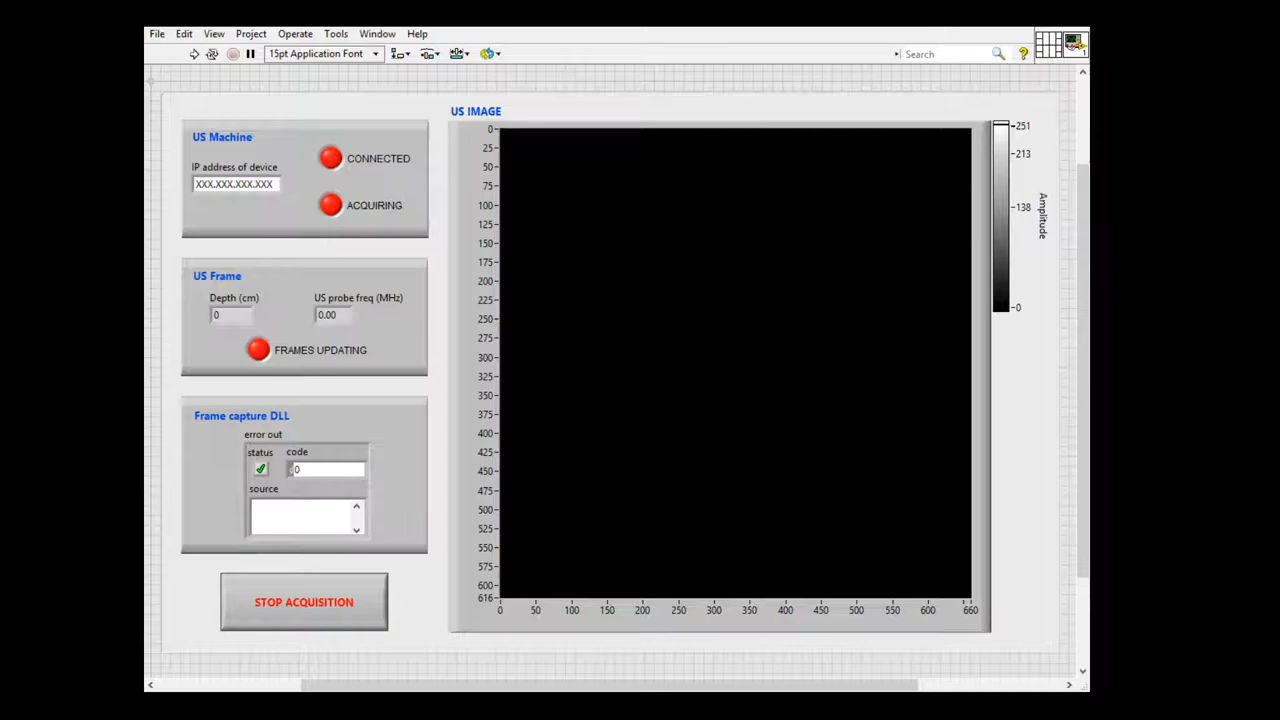 File Edit View Project Operate Tools Window Help
15pt Application Font
Search
?
1
US Machine
IP address of device
XXX.XXX.XXX.XXX
CONNECTED
ACQUIRING
US Frame
Depth (cm)
0
US probe freq (MHz)
0.00
FRAMES UPDATING
Frame capture DLL
error out
status
code
0
source
STOP ACQUISITION
US IMAGE
0
25
50
75
100
125
150
175
200
225
250
275
300
325
350
375
400
425
450
475
500
525
550
575
600
616
0 50 100 150 200 250 300 350 400 450 500 550 600 660
251
213
138
0
Amplitude